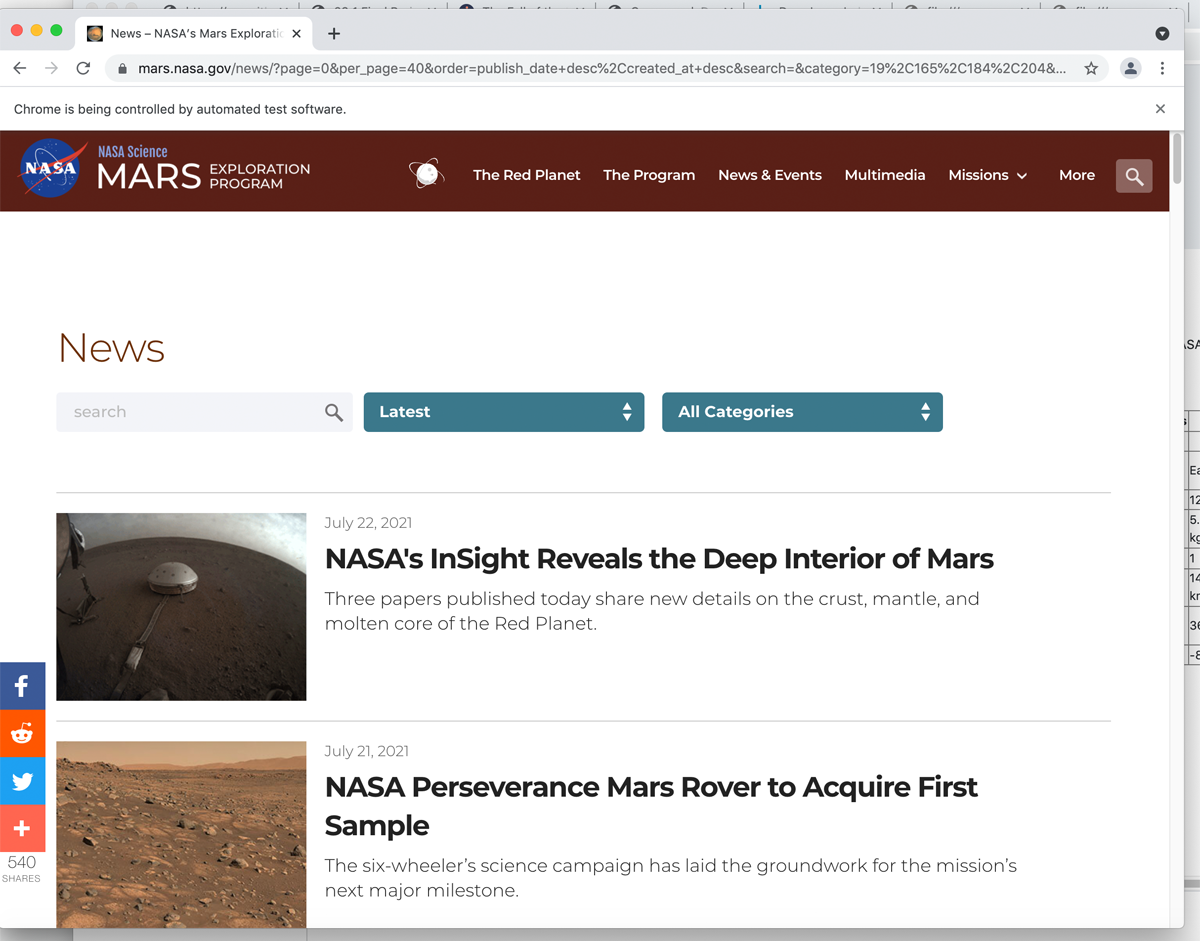 News – NASA's Mars Exploratio
mars.nasa.gov/news/?page=0&per_page=40&order=publish_date+desc%2Ccreated_at+desc&search=&category=19%2C165%2C184%2C204&...
Chrome is being controlled by automated test software.
NASA
NASA Science
MARS EXPLORATION PROGRAM
The Red Planet The Program News & Events Multimedia Missions More
News
search Latest All Categories
July 22, 2021
NASA's InSight Reveals the Deep Interior of Mars
Three papers published today share new details on the crust, mantle, and
molten core of the Red Planet.
July 21, 2021
NASA Perseverance Mars Rover to Acquire First
Sample
The six-wheeler’s science campaign has laid the groundwork for the mission’s
next major milestone.
540
SHARES